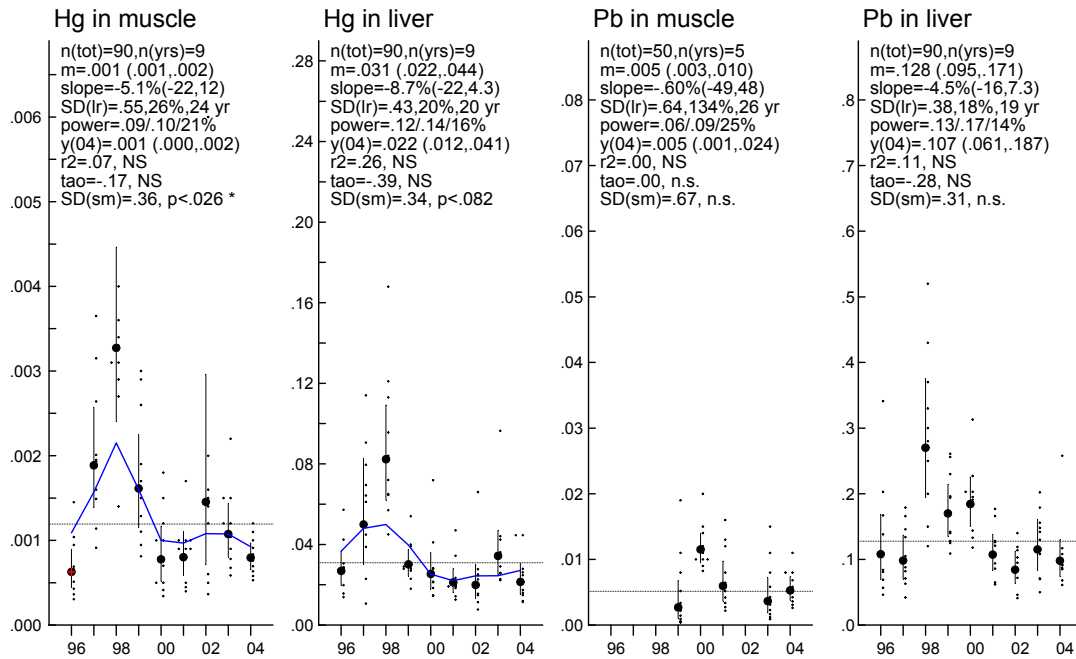 Hg in muscle
n(tot)=90,n(yrs)=9
m=.001 (.001,.002)
slope=-5.1%(-22,12)
SD(lr)=.55,26%,24 yr
power=.09/.10/21%
y(04)=.001 (.000,.002)
r2=.07, NS
tao=-.17, NS
SD(sm)=.36, p<.026 *
.006
.005
.004
.003
.002
.001
.000
96
98
00
02
04
Hg in liver
n(tot)=90,n(yrs)=9
m=.031 (.022,.044)
slope=-8.7%(-22,4.3)
SD(lr)=.43,20%,20 yr
power=.12/.14/16%
y(04)=.022 (.012,.041)
r2=.26, NS
tao=-.39, NS
SD(sm)=.34, p<.082
.28
.24
.20
.16
.12
.08
.04
.00
96
98
00
02
04
Pb in muscle
n(tot)=50,n(yrs)=5
m=.005 (.003,.010)
slope=-.60%(-49,48)
SD(lr)=.64,134%,26 yr
power=.06/.09/25%
y(04)=.005 (.001,.024)
r2=.00, NS
tao=.00, n.s.
SD(sm)=.67, n.s.
.08
.07
.06
.05
.04
.03
.02
.01
.00
96
98
00
02
04
Pb in liver
n(tot)=90,n(yrs)=9
m=.128 (.095,.171)
slope=-4.5%(-16,7.3)
SD(lr)=.38,18%,19 yr
power=.13/.17/14%
y(04)=.107 (.061,.187)
r2=.11, NS
tao=-.28, NS
SD(sm)=.31, n.s.
.8
.7
.6
.5
.4
.3
.2
.1
.0
96
98
00
02
04